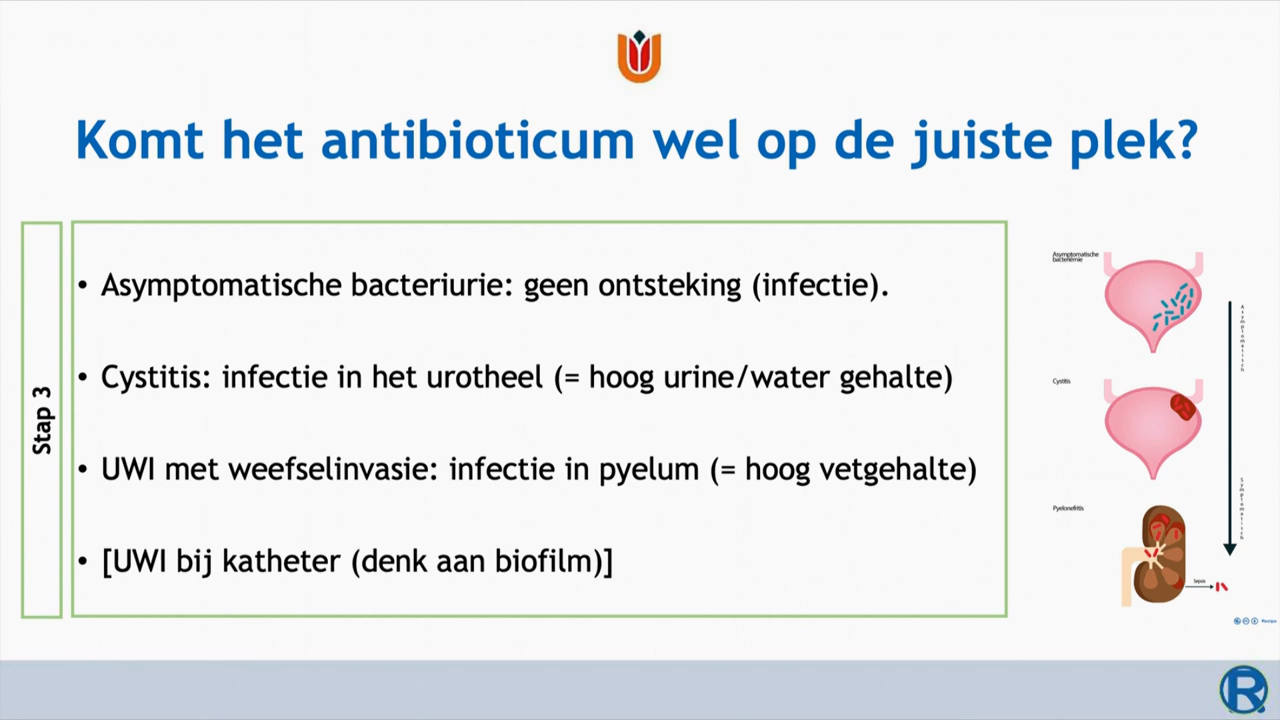 Komt het antibioticum wel op de juiste plek?
Stap 3
• Asymptomatische bacteriurie: geen ontsteking (infectie).
• Cystitis: infectie in het urotheel (= hoog urine/water gehalte)
• UWI met weefselinvasie: infectie in pyelum (= hoog vetgehalte)
• [UWI bij katheter (denk aan biofilm)]
Asymptomatische
bacteriemie
Asymptomatisch
Cystitis
Symptomatisch
Pyelonefritis
Sepsis
R